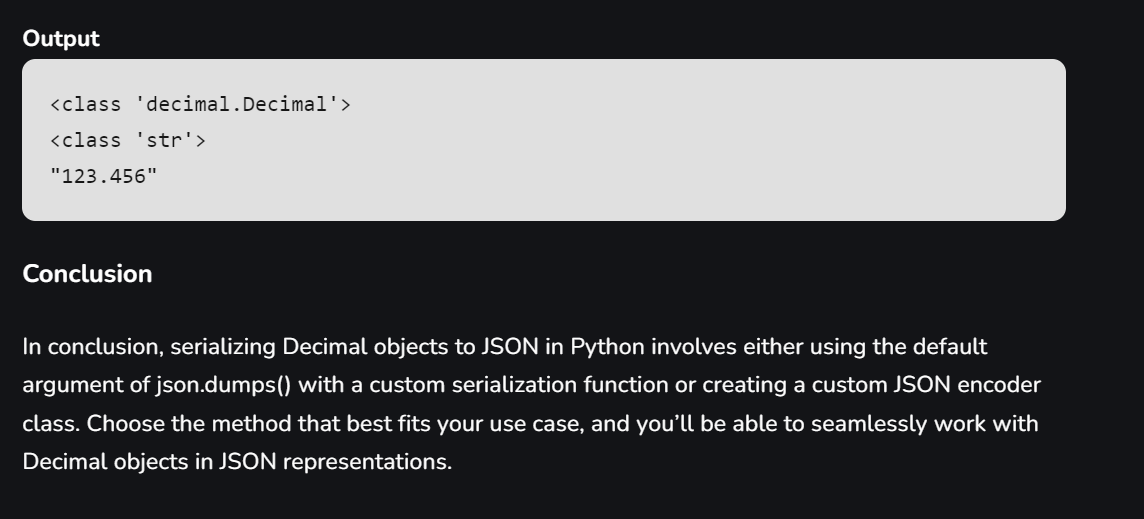 Output
<class 'decimal.Decimal'>
<class 'str'>
"123.456"
Conclusion
In conclusion, serializing Decimal objects to JSON in Python involves either using the default
argument of json.dumps() with a custom serialization function or creating a custom JSON encoder
class. Choose the method that best fits your use case, and you’ll be able to seamlessly work with
Decimal objects in JSON representations.